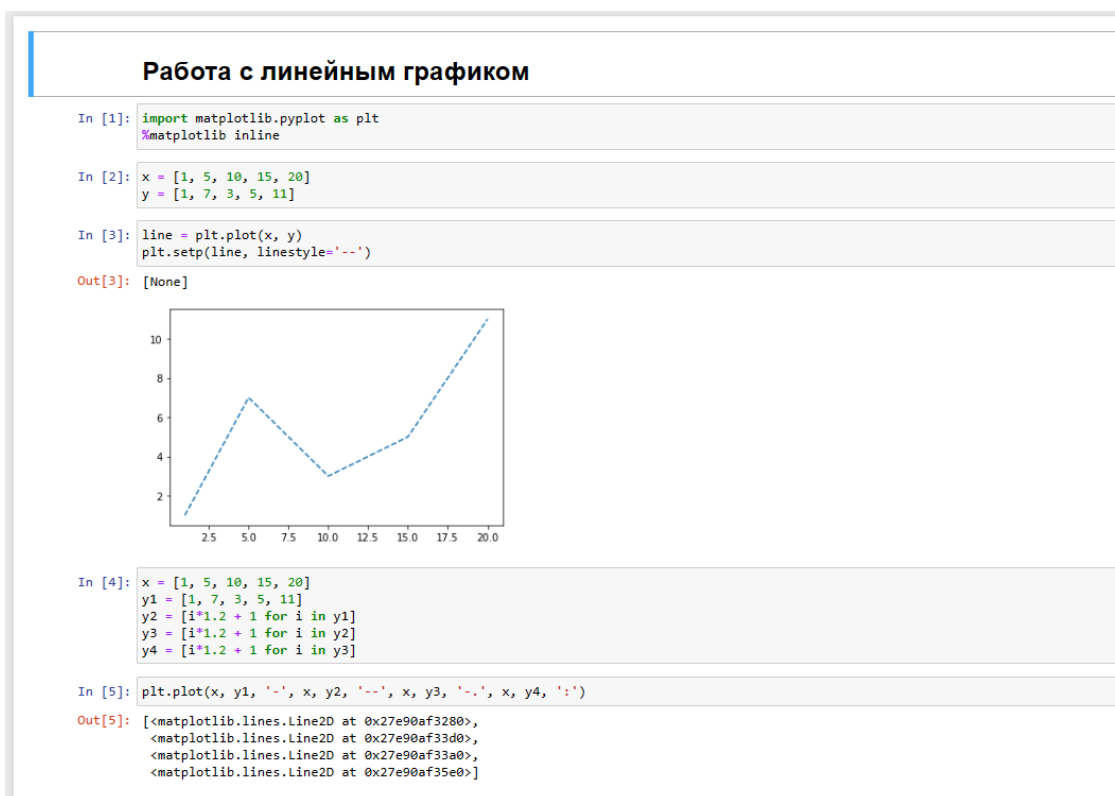 Работа с линейным графиком
In [1]: import matplotlib.pyplot as plt
%matplotlib inline
In [2]: x = [1, 5, 10, 15, 20]
y = [1, 7, 3, 5, 11]
In [3]: line = plt.plot(x, y)
plt.setp(line, linestyle='--')
Out[3]: [None]
10
8
6
4
2
2.5 5.0 7.5 10.0 12.5 15.0 17.5 20.0
In [4]: x = [1, 5, 10, 15, 20]
y1 = [1, 7, 3, 5, 11]
y2 = [i*1.2 + 1 for i in y1]
y3 = [i*1.2 + 1 for i in y2]
y4 = [i*1.2 + 1 for i in y3]
In [5]: plt.plot(x, y1, '-', x, y2, '--', x, y3, '-.', x, y4, ':')
Out[5]: [<matplotlib.lines.Line2D at 0x27e90af3280>,
<matplotlib.lines.Line2D at 0x27e90af33d0>,
<matplotlib.lines.Line2D at 0x27e90af33a0>,
<matplotlib.lines.Line2D at 0x27e90af35e0>]